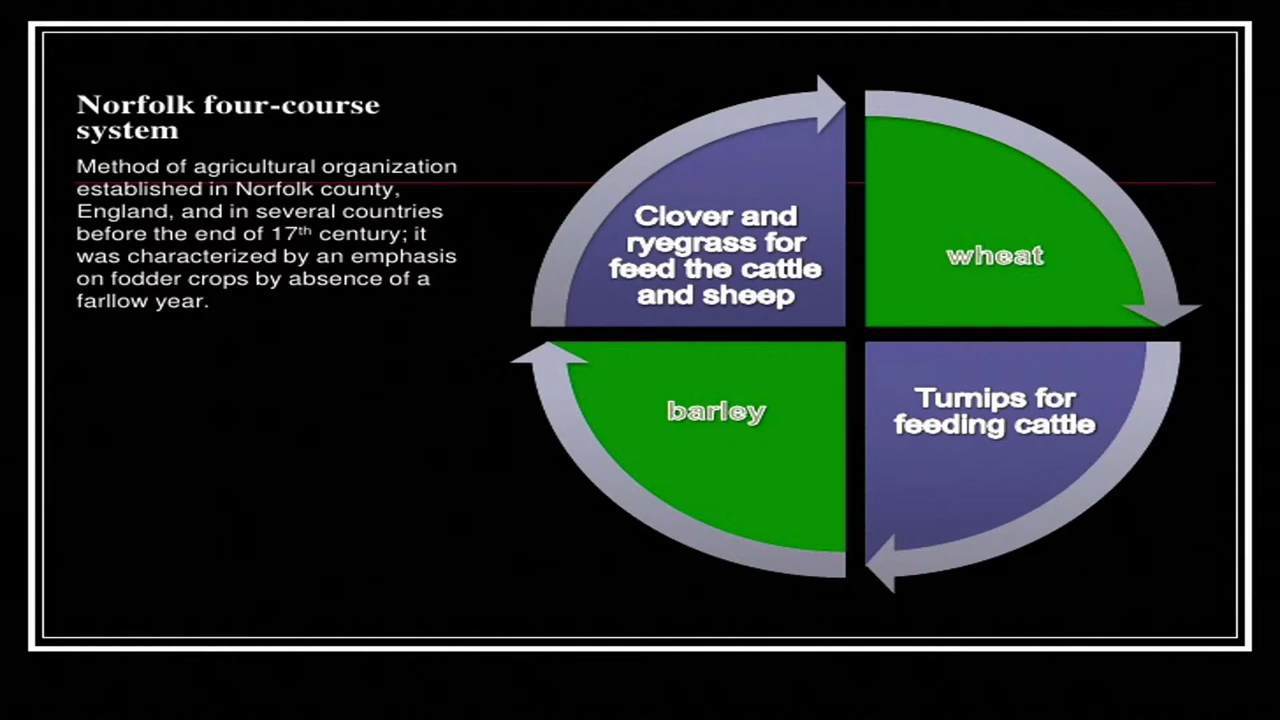 Norfolk four-course
system
Method of agricultural organization
established in Norfolk county,
England, and in several countries
before the end of 17th century; it
was characterized by an emphasis
on fodder crops by absence of a
farllow year.
Clover and
ryegrass for
feed the cattle
and sheep
wheat
Turnips for
feeding cattle
barley